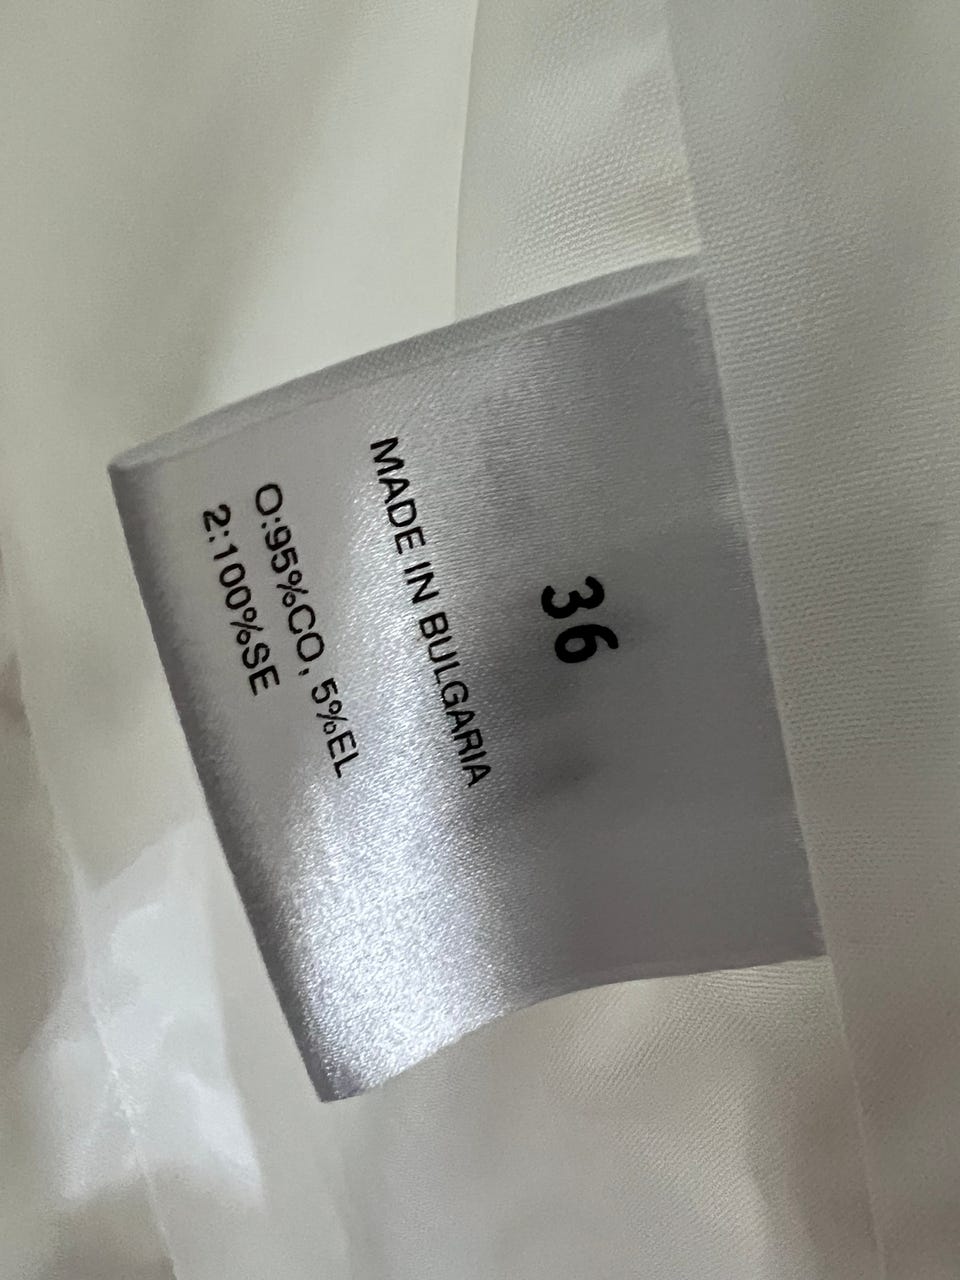 36
MADE IN BULGARIA
O:95%CO, 5%EL
2:100%SE